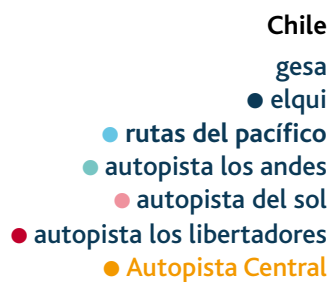 Chile
gesa
elqui
rutas del pacífico
autopista los andes
autopista del sol
autopista los libertadores
Autopista Central